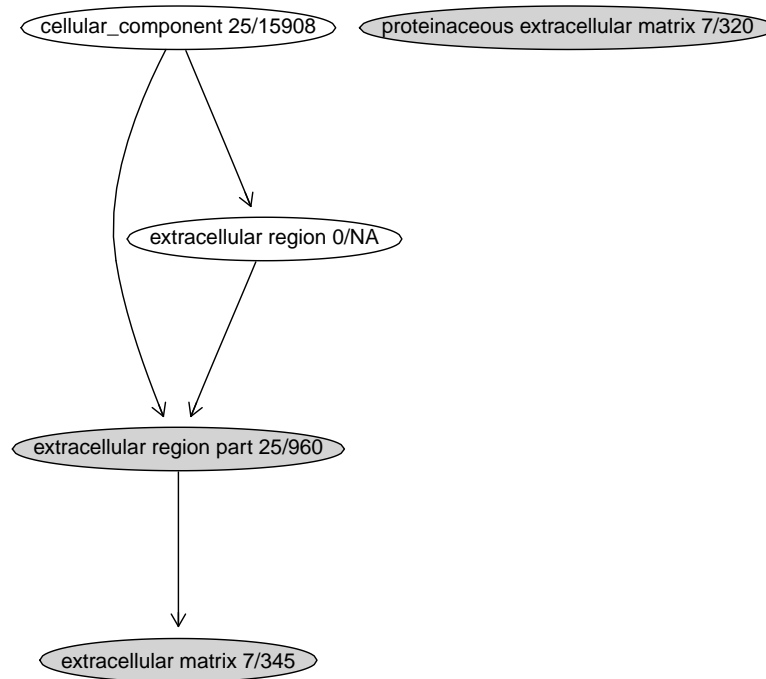 cellular_component 25/15908
proteinaceous extracellular matrix 7/320
extracellular region 0/NA
extracellular region part 25/960
extracellular matrix 7/345